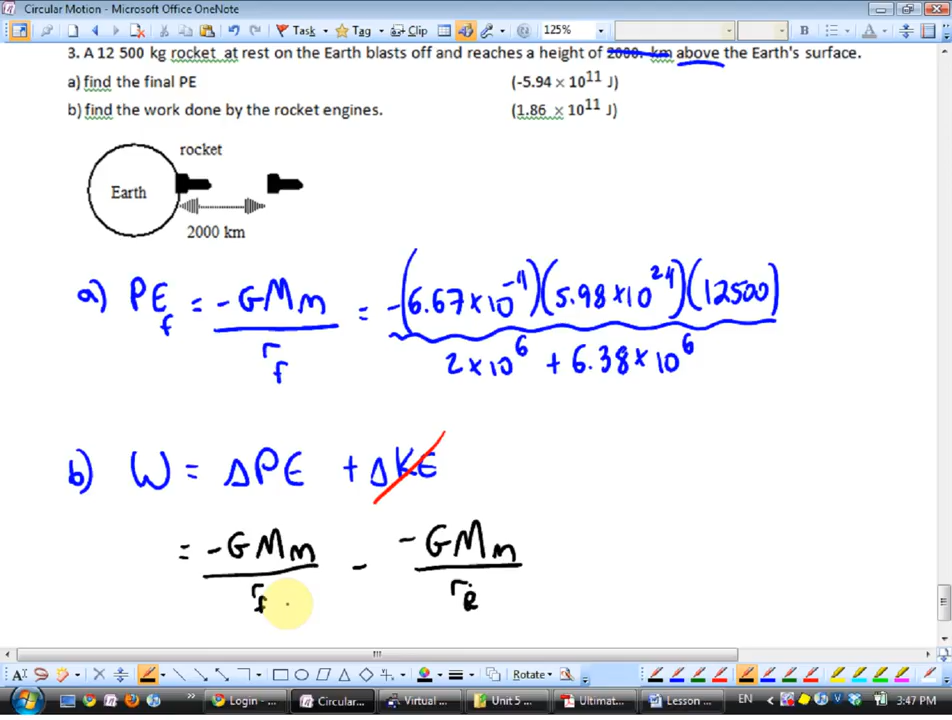 Circular Motion - Microsoft Office OneNote
Task Tag Clip 125% B
3. A 12 500 kg rocket at rest on the Earth blasts off and reaches a height of 2000. km above the Earth's surface.
a) find the final PE (-5.94 × 10^11 J)
b) find the work done by the rocket engines. (1.86 × 10^11 J)
rocket
Earth
2000 km
a) PE_f = -GMm / r_f = -(6.67×10^-11)(5.98×10^24)(12500) / 2×10^6 + 6.38×10^6
b) W = ΔPE + ΔKE
= -GMm / r_f - -GMm / r_i
Rotate
Login - ... Circular... Virtual ... Unit 5 ... Ultimat... Lesson ... EN 3:47 PM